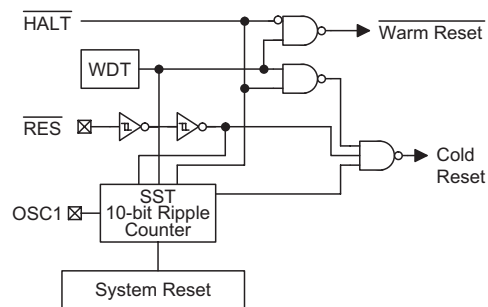 HALT
Warm Reset
WDT
RES
Cold
Reset
SST
10-bit Ripple
Counter
OSC1
System Reset